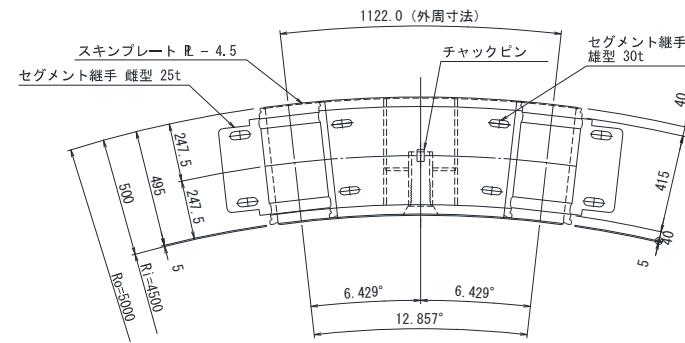 1122.0 (外周寸法)
スキンプレート ℞ - 4.5
チャックピン
セグメント継手
雄型 30t
セグメント継手 雌型 25t
40
247.5
500
495
415
247.5
40
5
5
Ri=4500
Ro=5000
6.429°
6.429°
12.857°